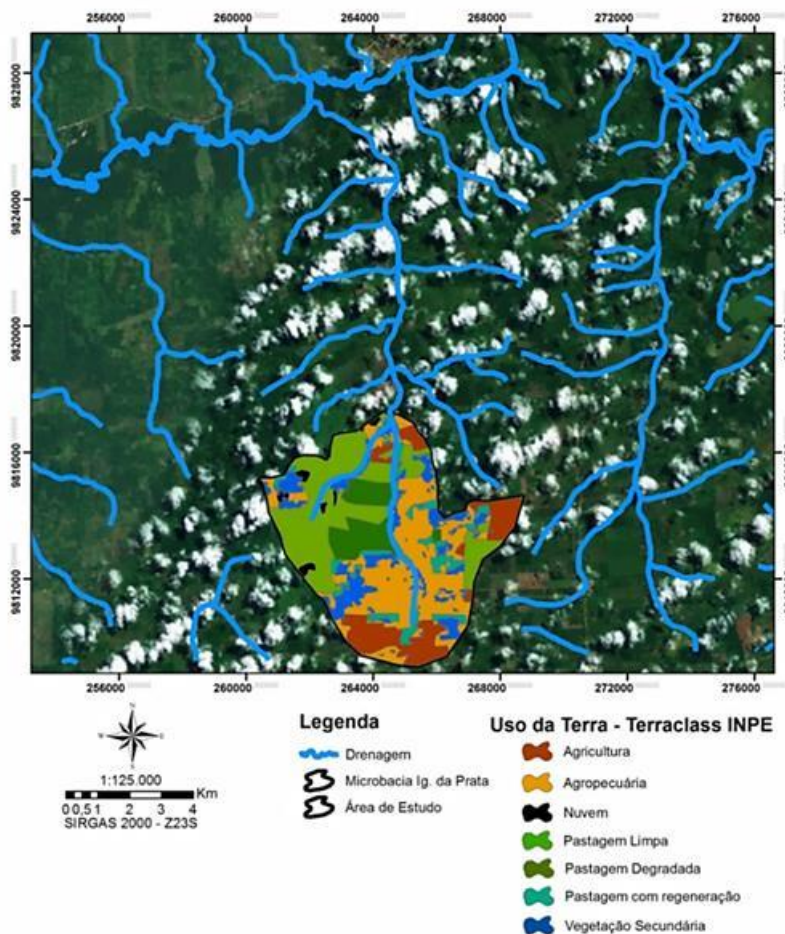 256000 260000 264000 268000 272000 276000
9828000
9824000
9820000
9816000
9812000
256000 260000 264000 268000 272000 276000
N
1:125.000
Km
0 0,5 1 2 3 4
SIRGAS 2000 - Z23S
Legenda
Drenagem
Microbacia Ig. da Prata
Área de Estudo
Uso da Terra - Terraclass INPE
Agricultura
Agropecuária
Nuvem
Pastagem Limpa
Pastagem Degradada
Pastagem com regeneração
Vegetação Secundária